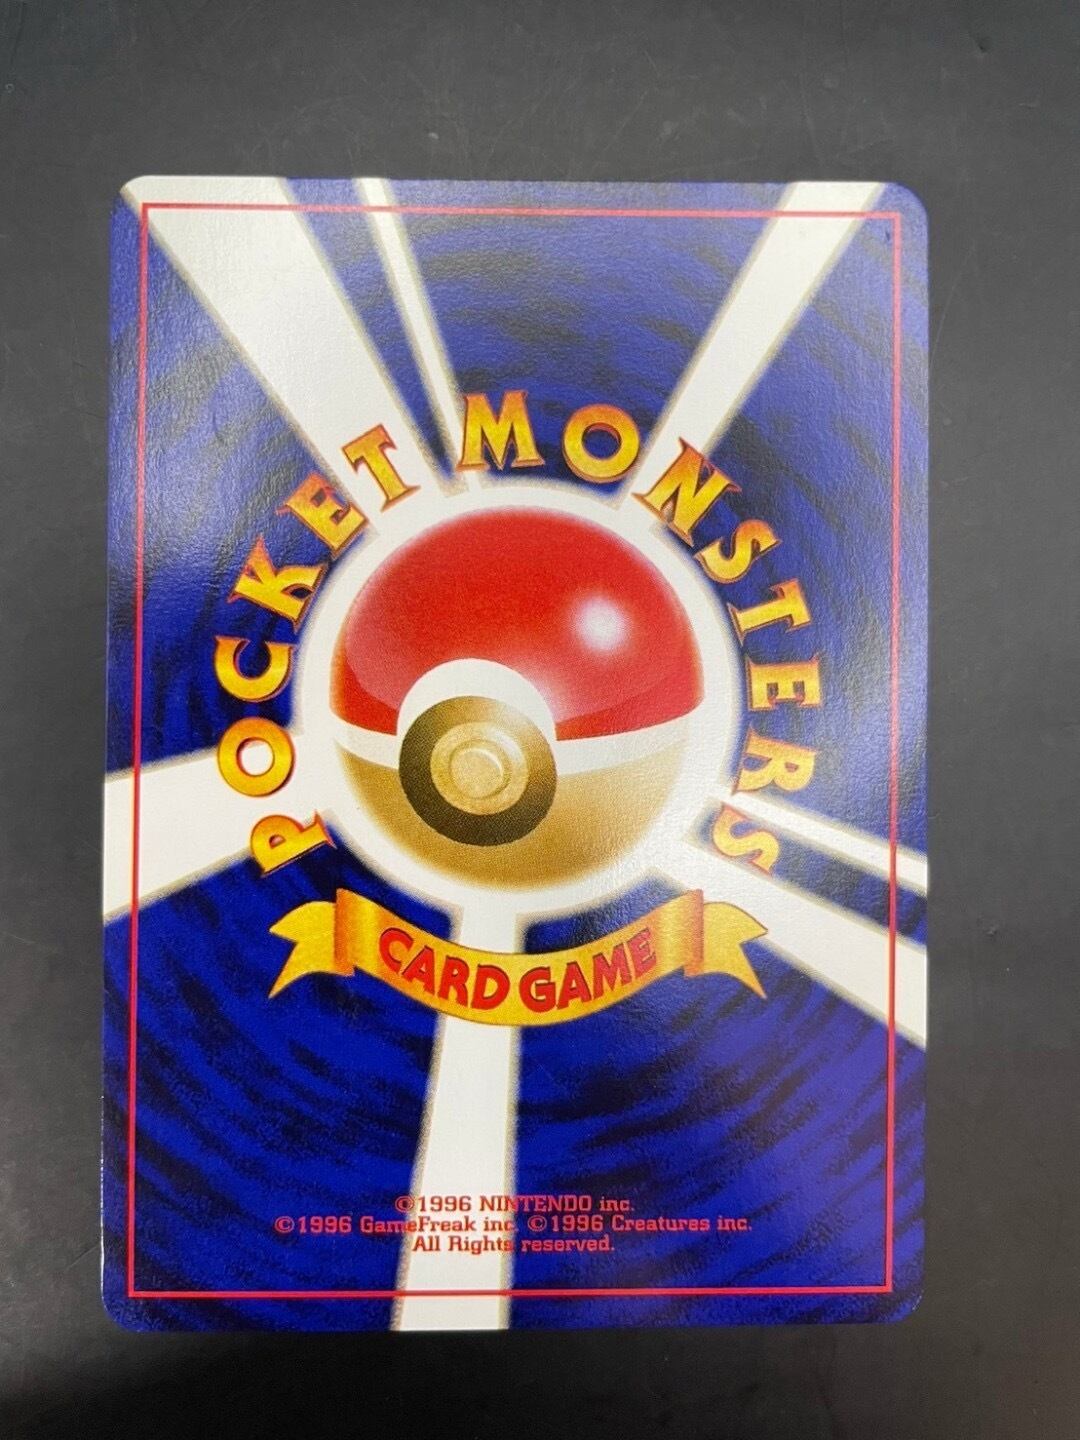 POCKET MONSTERS
CARD GAME
©1996 NINTENDO inc.
©1996 GameFreak inc. ©1996 Creatures inc.
All Rights reserved.